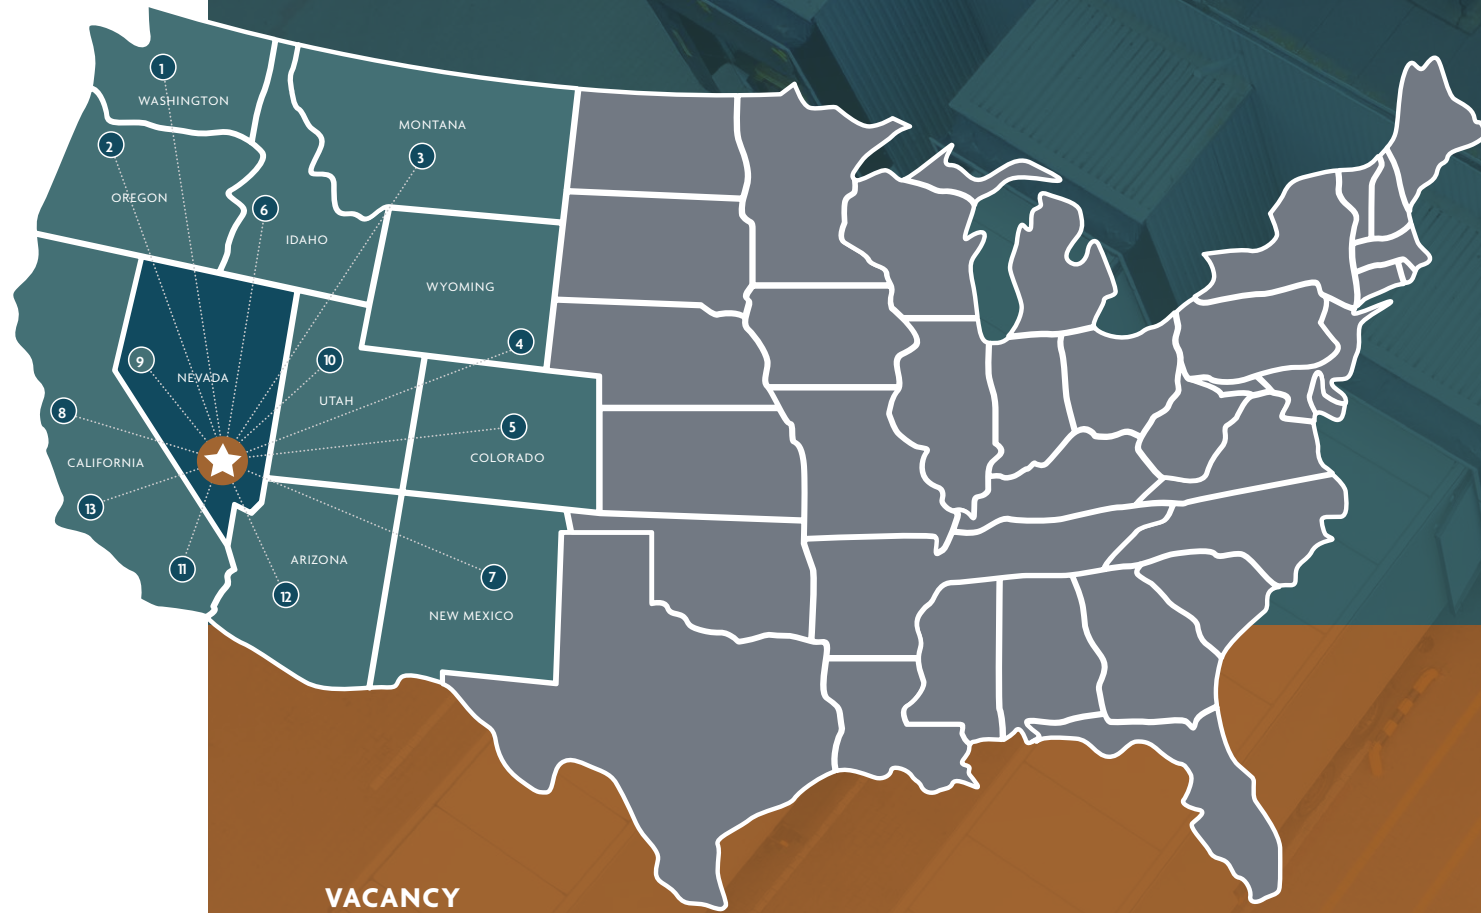 1
WASHINGTON
MONTANA
2
3
OREGON
6
IDAHO
WYOMING
4
9
10
NEVADA
UTAH
8
5
COLORADO
CALIFORNIA
13
ARIZONA
11
7
12
NEW MEXICO
VACANCY